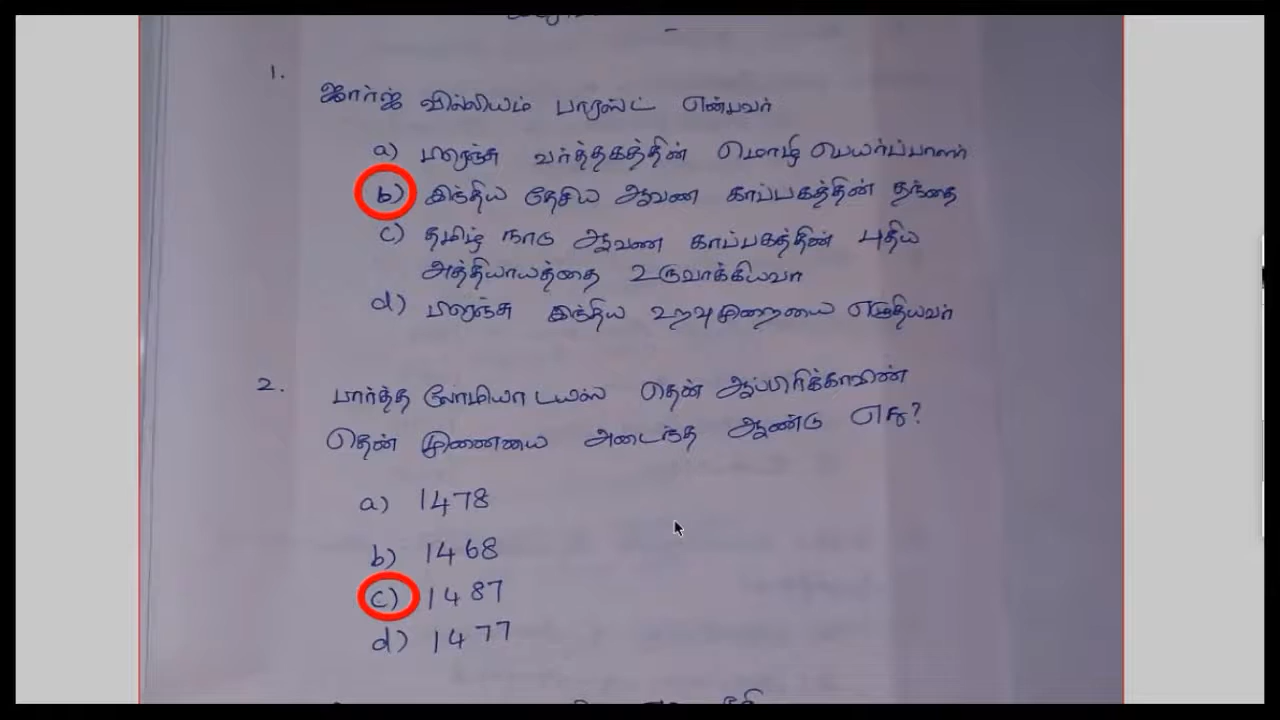 1.
ஜார்ஜ் வில்லியம் பாரஸ்ட் என்பவர்
a) பிரெஞ்சு வர்த்தகத்தின் மொழி பெயர்ப்பாளர்
b) இந்திய தேசிய ஆவண காப்பகத்தின் தந்தை
c) தமிழ் நாடு ஆவண காப்பகத்தின் புதிய
அத்தியாயத்தை உருவாக்கியவர்
d) பிரெஞ்சு இந்திய உறவுமுறையை எழுதியவர்
2. பார்த்த லோமியோ டயஸ் தென் ஆப்பிரிக்காவின்
தென் முனையை அடைந்த ஆண்டு எது?
a) 1478
b) 1468
c) 1487
d) 1477